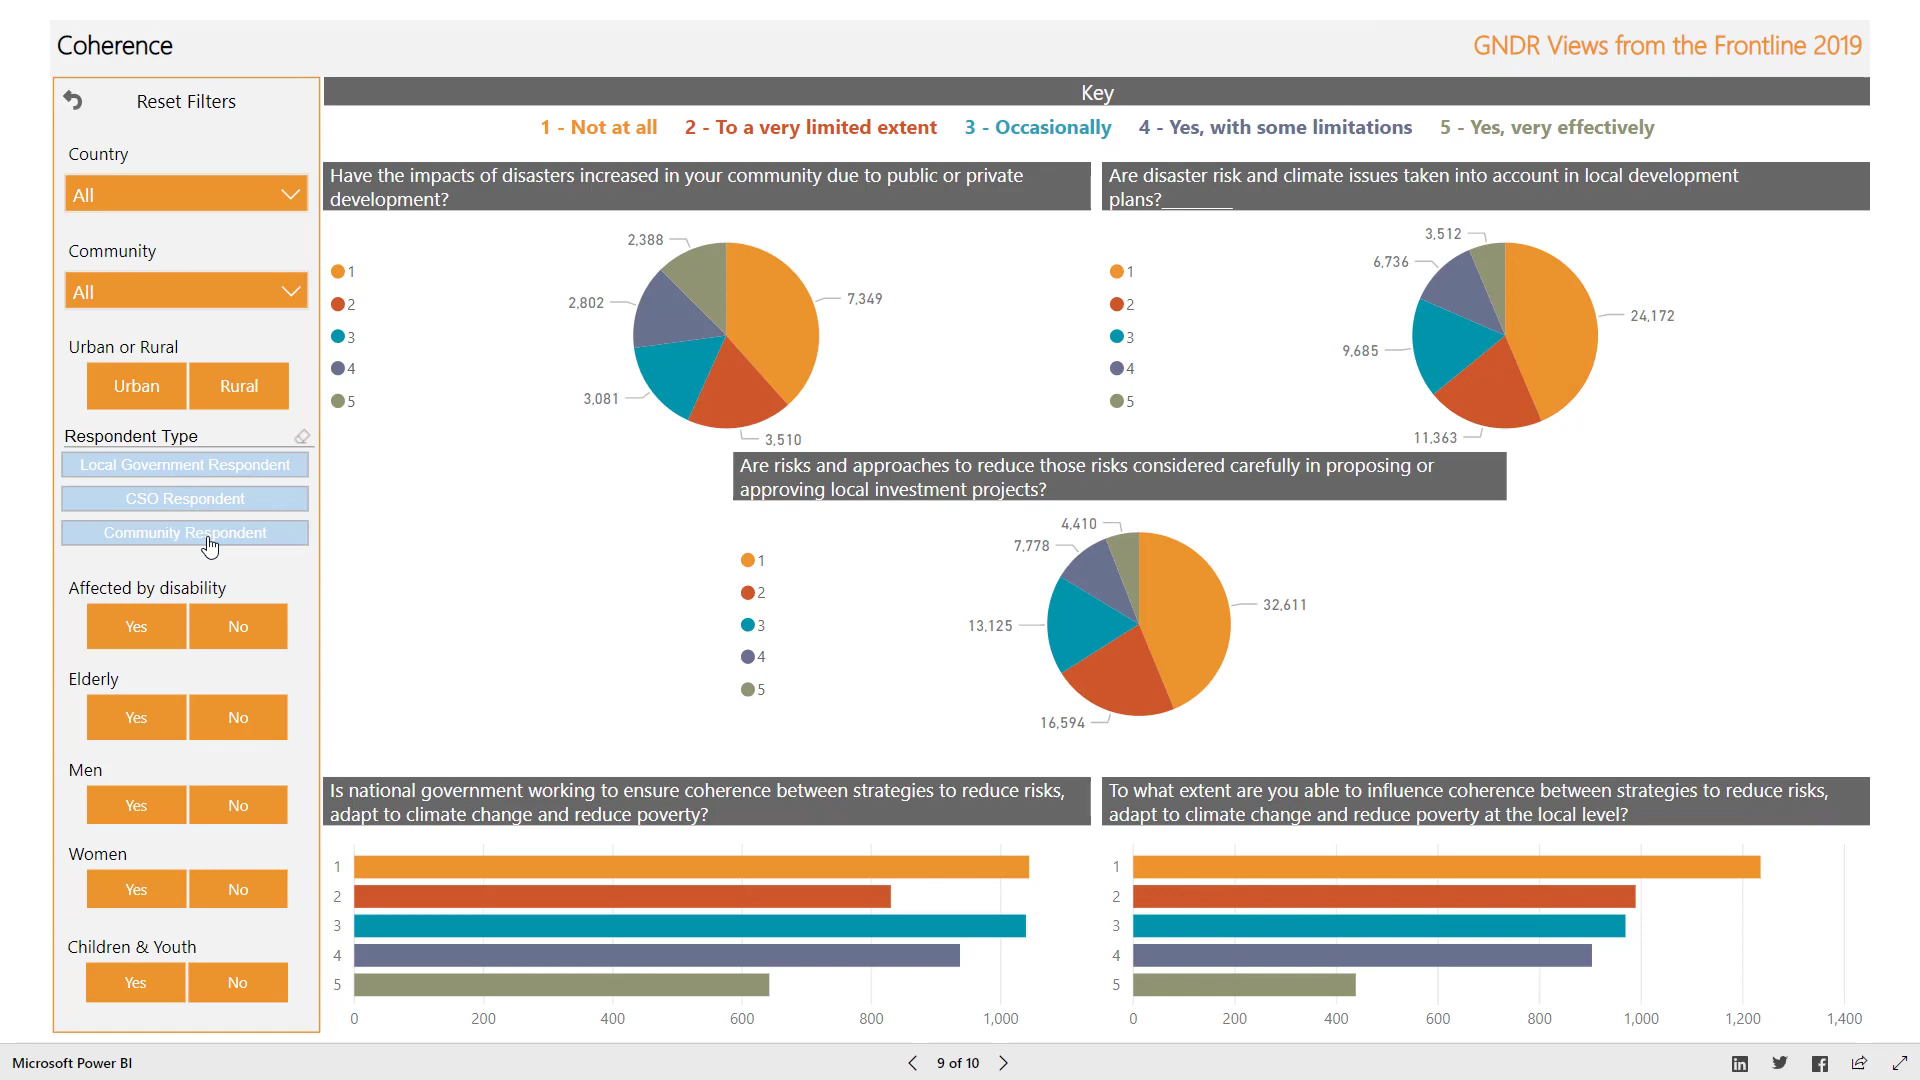 Coherence
GNDR Views from the Frontline 2019
Reset Filters
Country
All
Community
All
Urban or Rural
Urban
Rural
Respondent Type
Local Government Respondent
CSO Respondent
Community Respondent
Affected by disability
Yes
No
Elderly
Yes
No
Men
Yes
No
Women
Yes
No
Children & Youth
Yes
No
Key
1 - Not at all
2 - To a very limited extent
3 - Occasionally
4 - Yes, with some limitations
5 - Yes, very effectively
Have the impacts of disasters increased in your community due to public or private
development?
1
2
3
4
5
2,388
2,802
3,081
7,349
3,510
Are disaster risk and climate issues taken into account in local development
plans?________
1
2
3
4
5
3,512
6,736
9,685
24,172
11,363
Are risks and approaches to reduce those risks considered carefully in proposing or
approving local investment projects?
1
2
3
4
5
4,410
7,778
13,125
32,611
16,594
Is national government working to ensure coherence between strategies to reduce risks,
adapt to climate change and reduce poverty?
1
2
3
4
5
0 200 400 600 800 1,000
To what extent are you able to influence coherence between strategies to reduce risks,
adapt to climate change and reduce poverty at the local level?
1
2
3
4
5
0 200 400 600 800 1,000 1,200 1,400
Microsoft Power BI
9 of 10